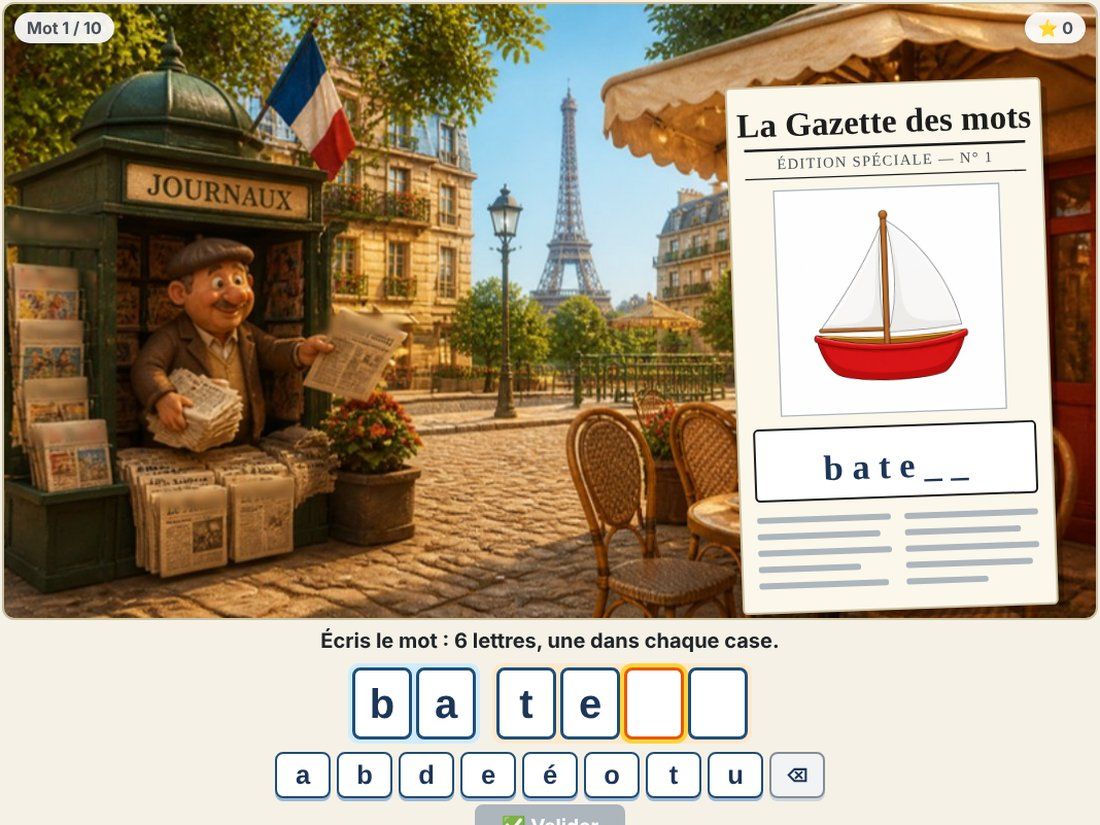 Mot 1 / 10
⭐ 0
JOURNAUX
La Gazette des mots
ÉDITION SPÉCIALE — N° 1
b a t e _ _
Écris le mot : 6 lettres, une dans chaque case.
b a t e
a b d e é o t u ⌫
✅ Valider